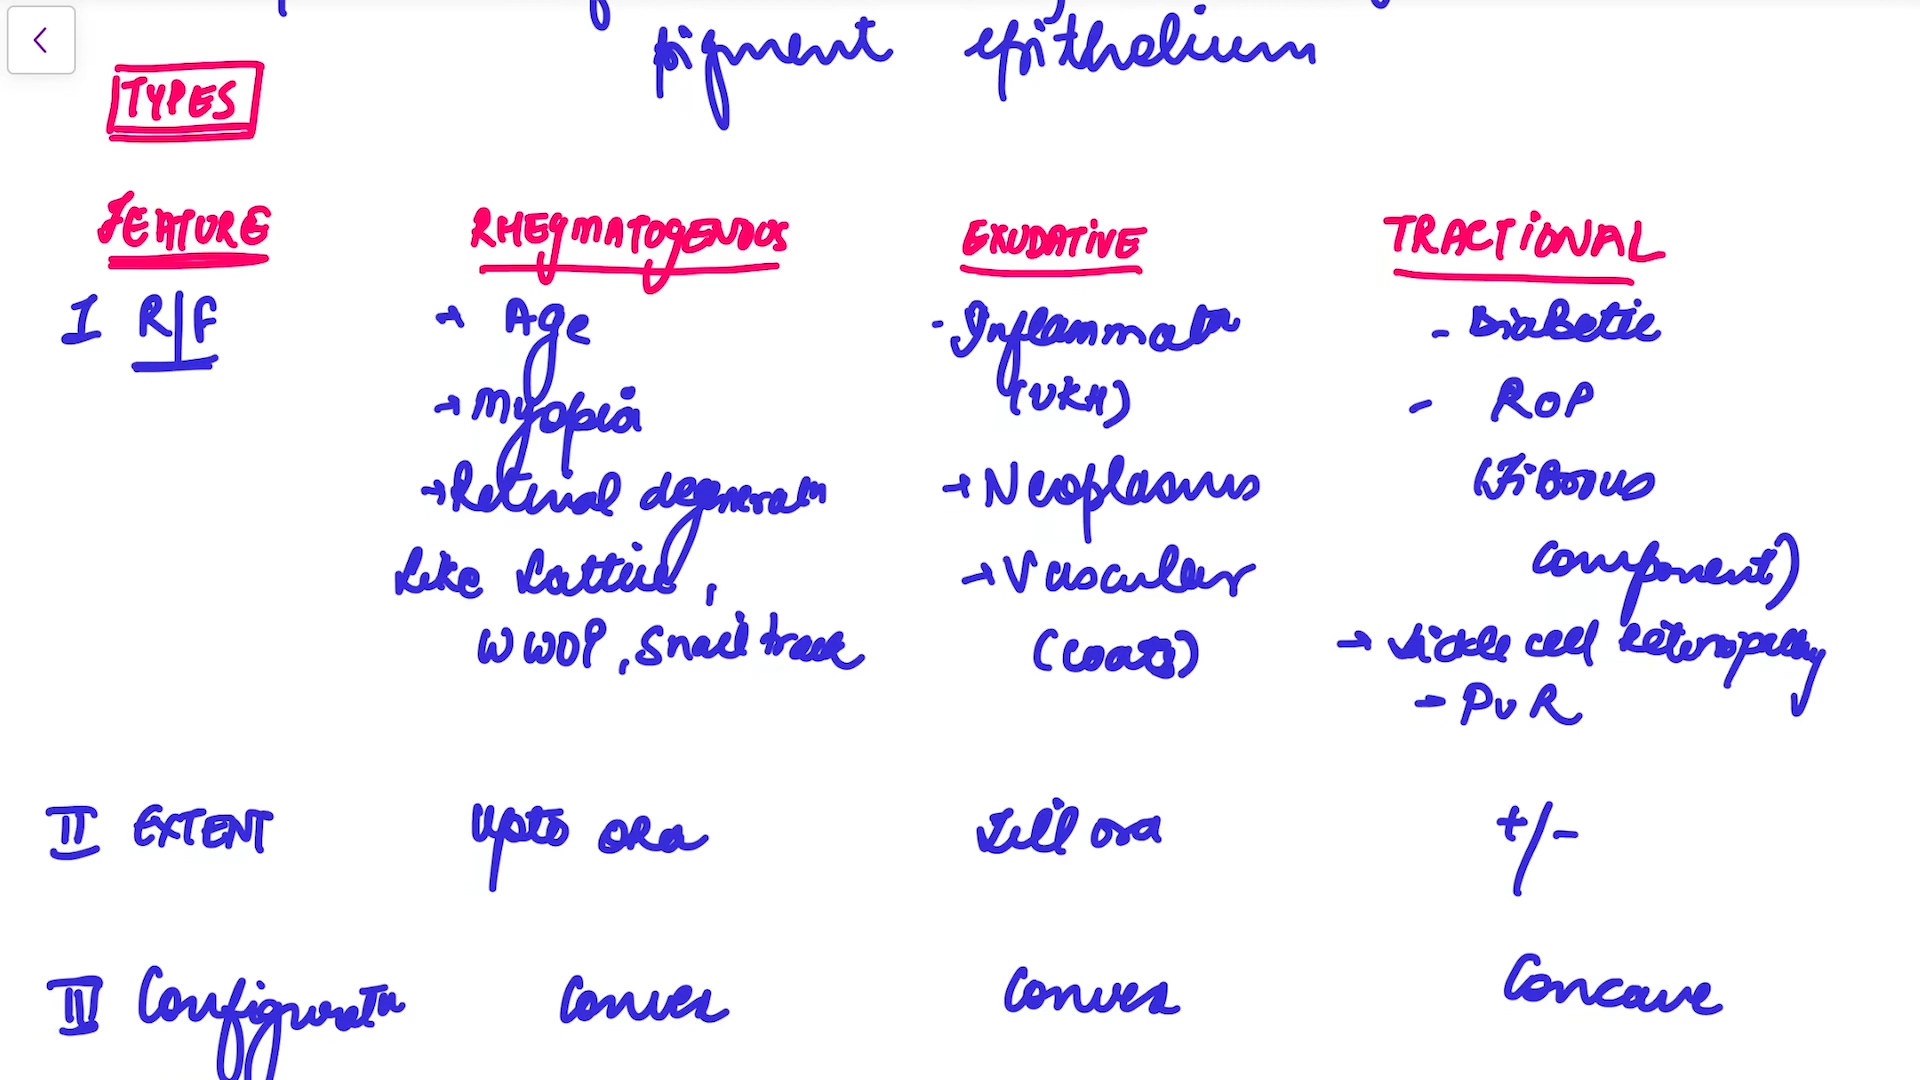 pigment epithelium
TYPES
FEATURE RHEGMATOGENOUS EXUDATIVE TRACTIONAL
I R|F → Age - Inflammatn - Diabetic
→ Myopia (VKH) - ROP
→ Retinal degeneratn → Neoplasms (Fibrous
like Lattice, → Vascular component)
WWOP, Snail track (Coats) → Sickle cell retinopathy
- PVR
II EXTENT Upto ora Till ora +/-
III Configuratn Convex Convex Concave